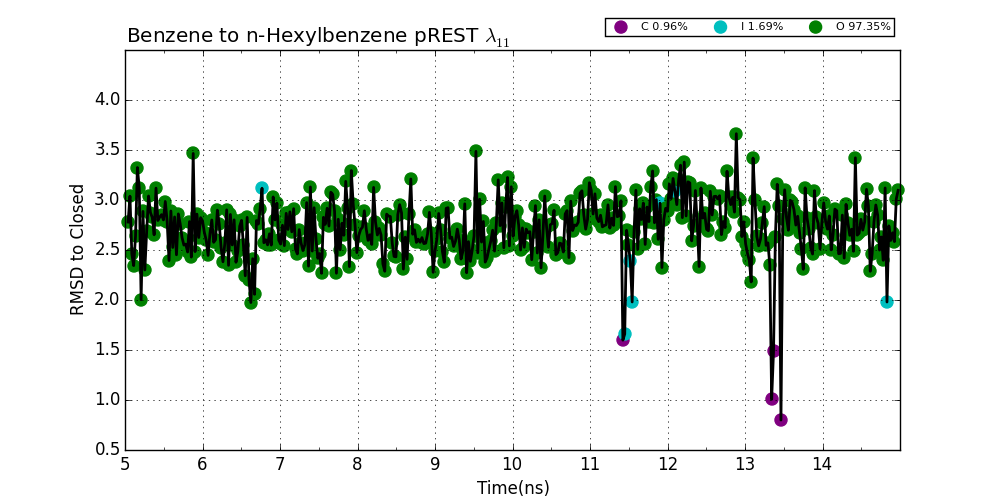 Benzene to n-Hexylbenzene pREST λ11
C 0.96% I 1.69% O 97.35%
4.0
3.5
3.0
2.5
2.0
1.5
1.0
0.5
RMSD to Closed
5 6 7 8 9 10 11 12 13 14
Time(ns)